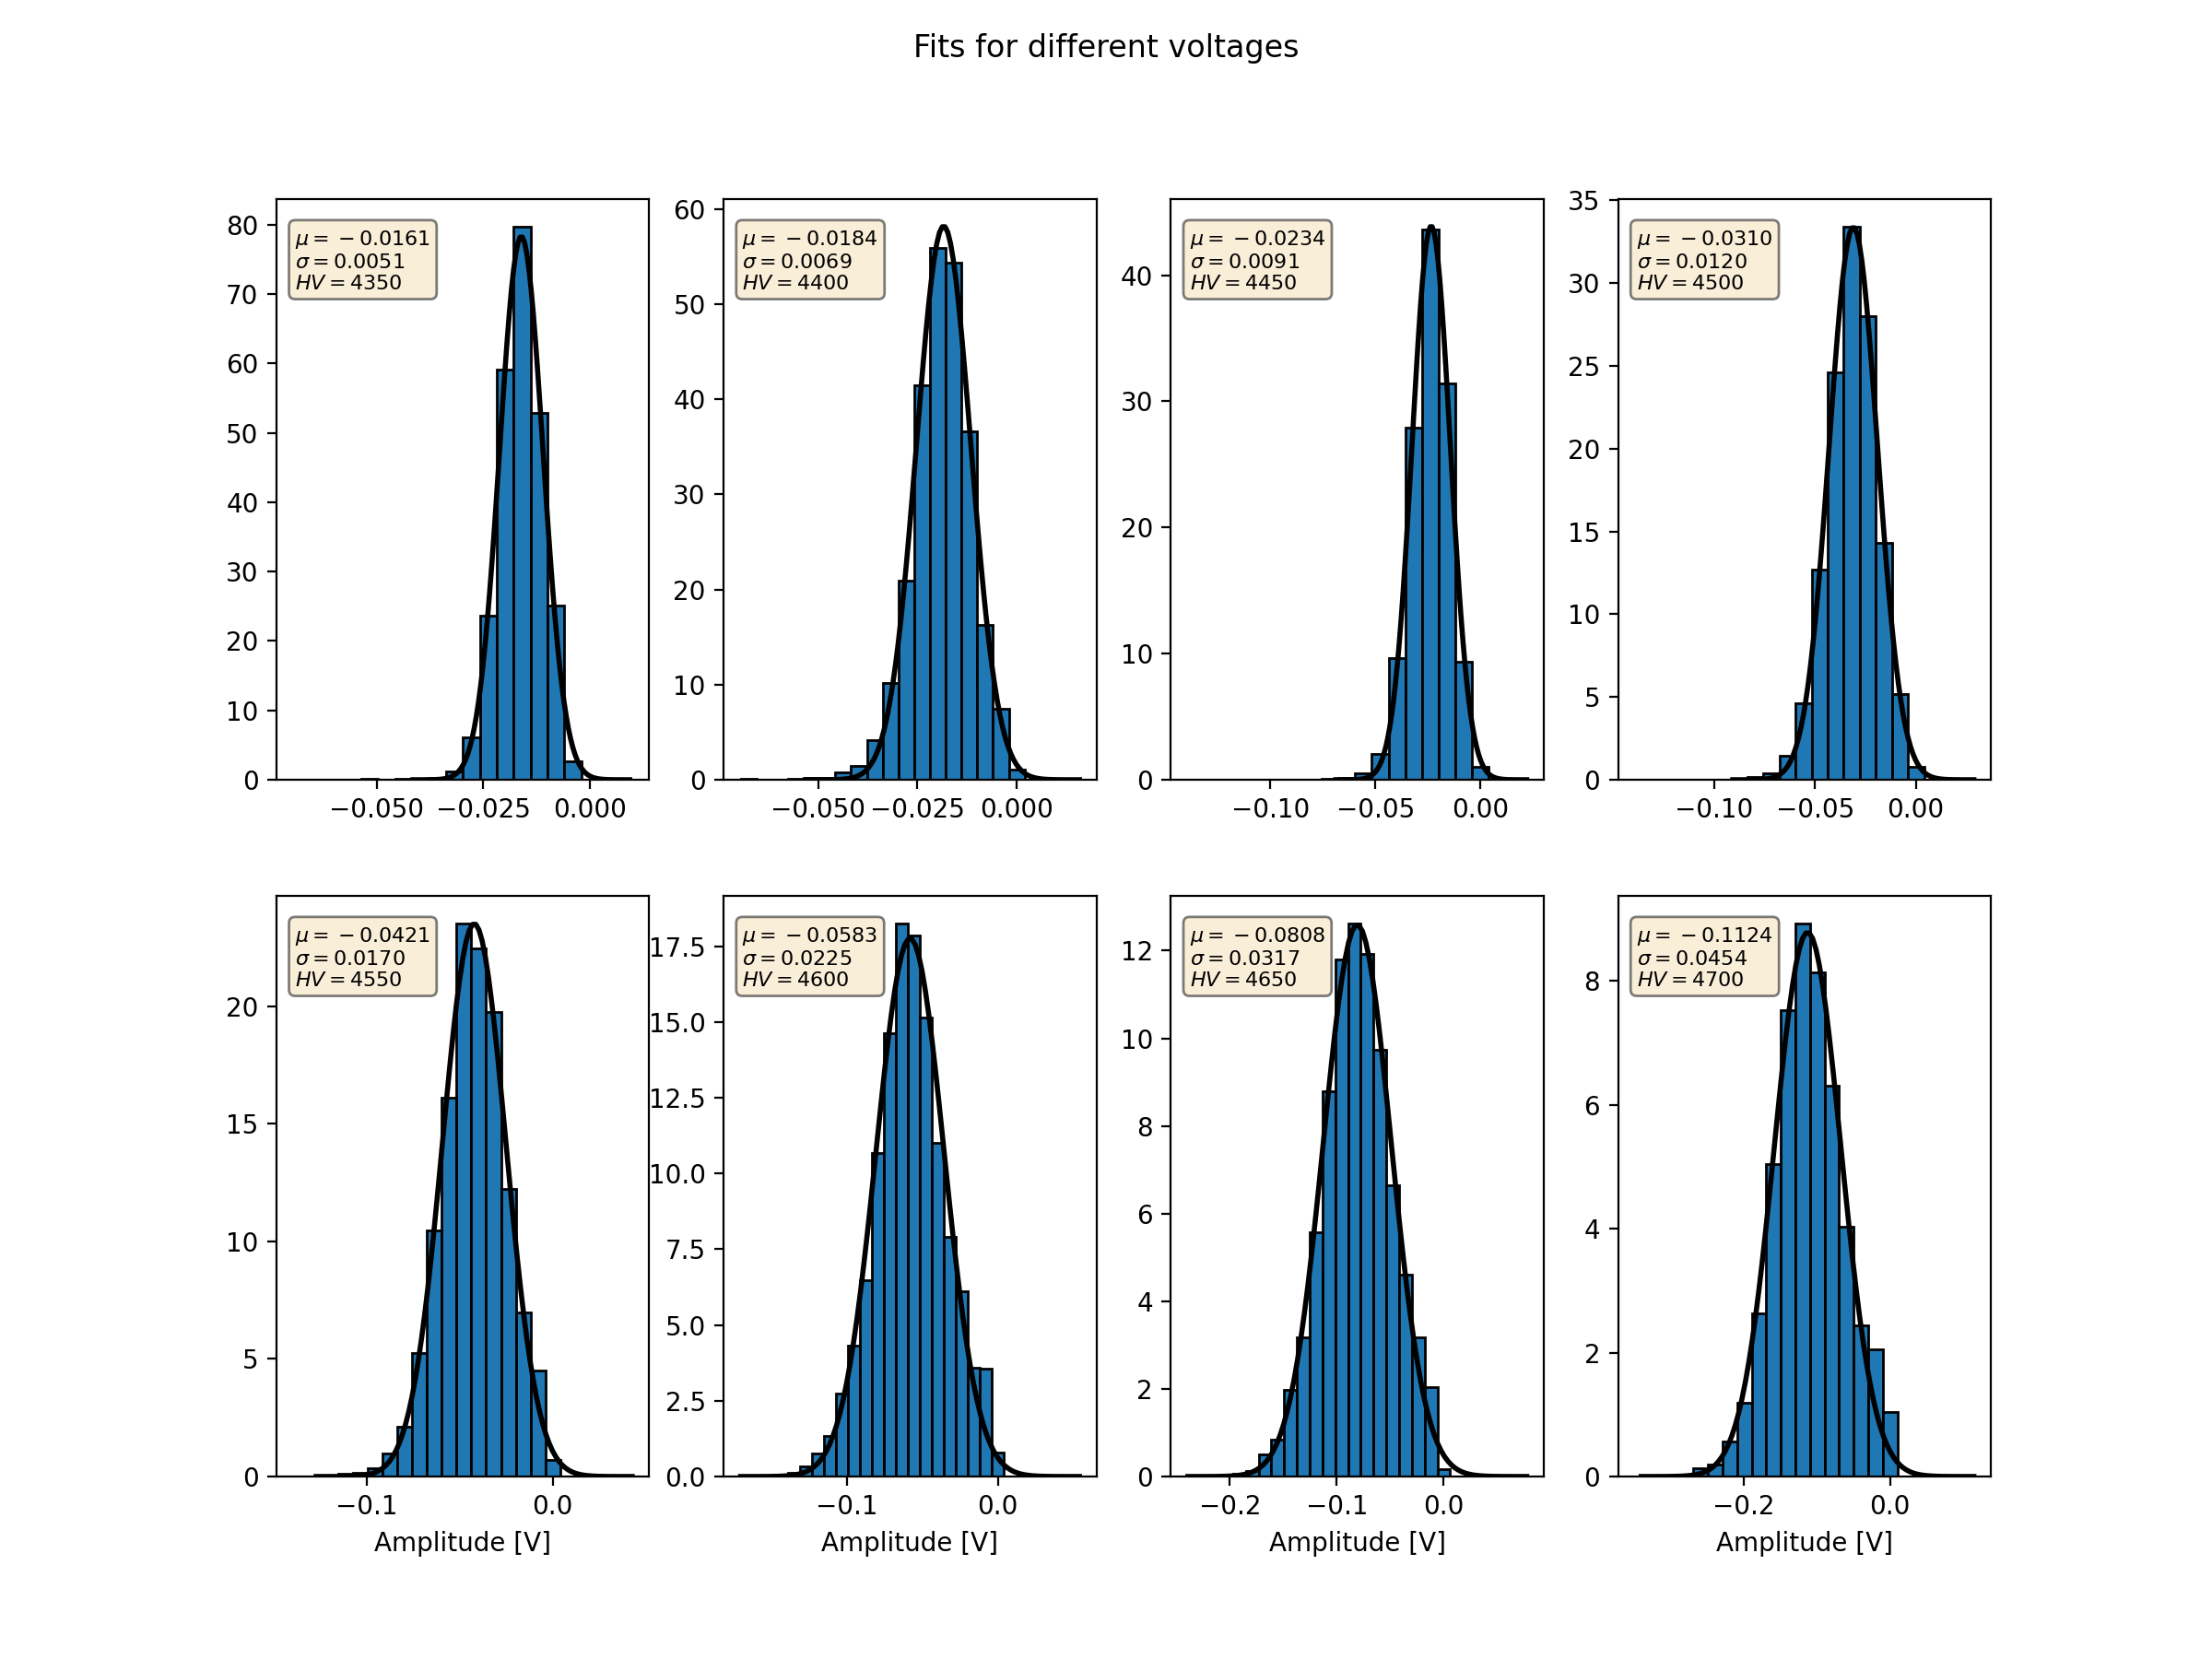 Fits for different voltages
80
70
60
50
40
30
20
10
0
μ = −0.0161
σ = 0.0051
HV = 4350
−0.050 −0.025 0.000
60
50
40
30
20
10
0
μ = −0.0184
σ = 0.0069
HV = 4400
−0.050 −0.025 0.000
40
30
20
10
0
μ = −0.0234
σ = 0.0091
HV = 4450
−0.10 −0.05 0.00
35
30
25
20
15
10
5
0
μ = −0.0310
σ = 0.0120
HV = 4500
−0.10 −0.05 0.00
20
15
10
5
0
μ = −0.0421
σ = 0.0170
HV = 4550
−0.1 0.0
Amplitude [V]
17.5
15.0
12.5
10.0
7.5
5.0
2.5
0.0
μ = −0.0583
σ = 0.0225
HV = 4600
−0.1 0.0
Amplitude [V]
12
10
8
6
4
2
0
μ = −0.0808
σ = 0.0317
HV = 4650
−0.2 −0.1 0.0
Amplitude [V]
8
6
4
2
0
μ = −0.1124
σ = 0.0454
HV = 4700
−0.2 0.0
Amplitude [V]